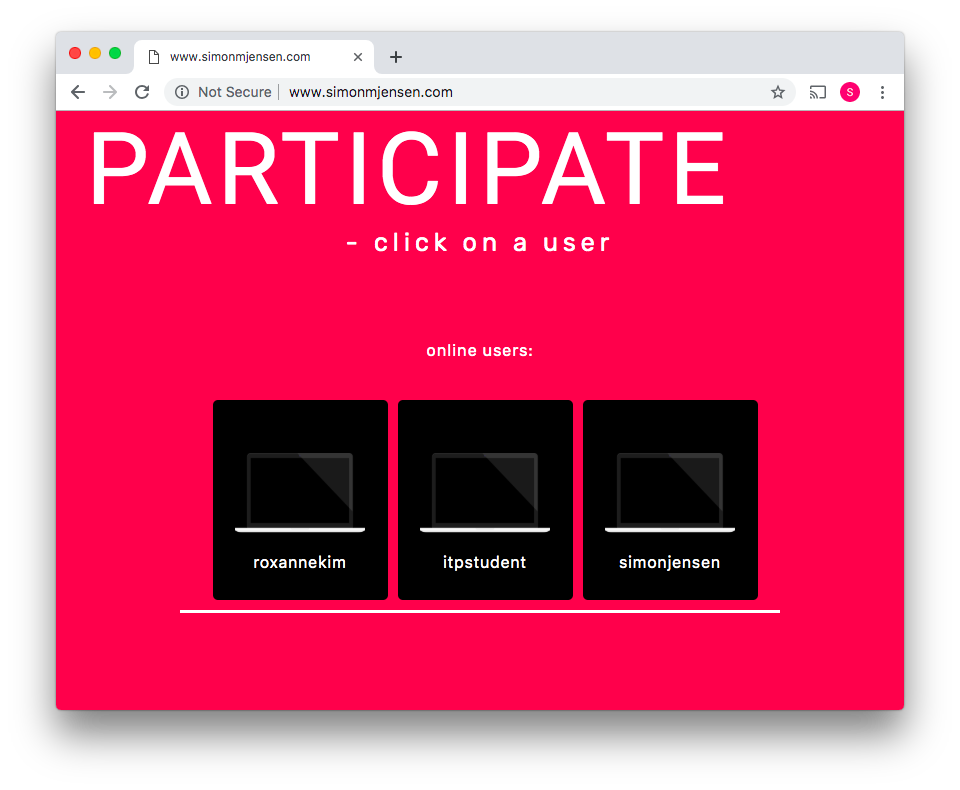 www.simonmjensen.com
Not Secure | www.simonmjensen.com
S
PARTICIPATE
- click on a user
online users:
roxannekim
itpstudent
simonjensen